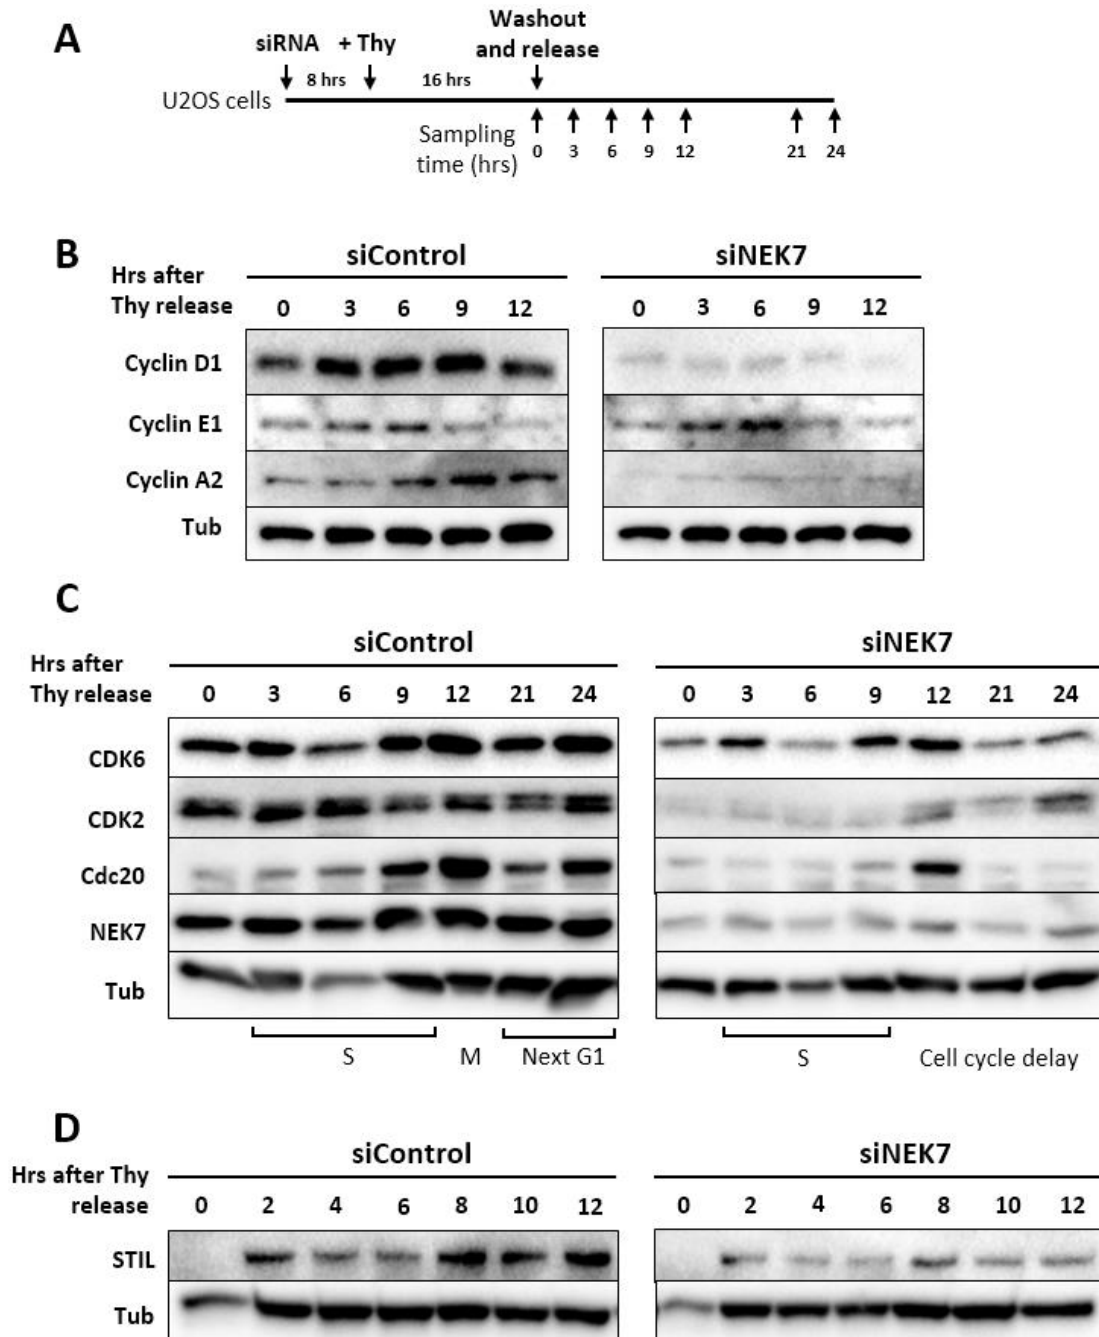 A
Washout
siRNA + Thy and release
8 hrs 16 hrs
U2OS cells
Sampling
time (hrs)
0 3 6 9 12 21 24
B
siControl siNEK7
Hrs after
Thy release
0 3 6 9 12 0 3 6 9 12
Cyclin D1
Cyclin E1
Cyclin A2
Tub
C
siControl siNEK7
Hrs after
Thy release
0 3 6 9 12 21 24 0 3 6 9 12 21 24
CDK6
CDK2
Cdc20
NEK7
Tub
S M Next G1 S Cell cycle delay
D
siControl siNEK7
Hrs after Thy
release
0 2 4 6 8 10 12 0 2 4 6 8 10 12
STIL
Tub